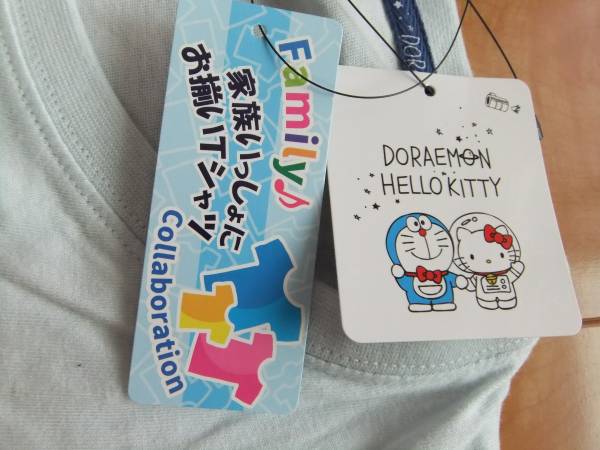 Family♪
家族いっしょに
お揃いTシャツ
Collaboration
DORAEMON
HELLO KITTY
DOR